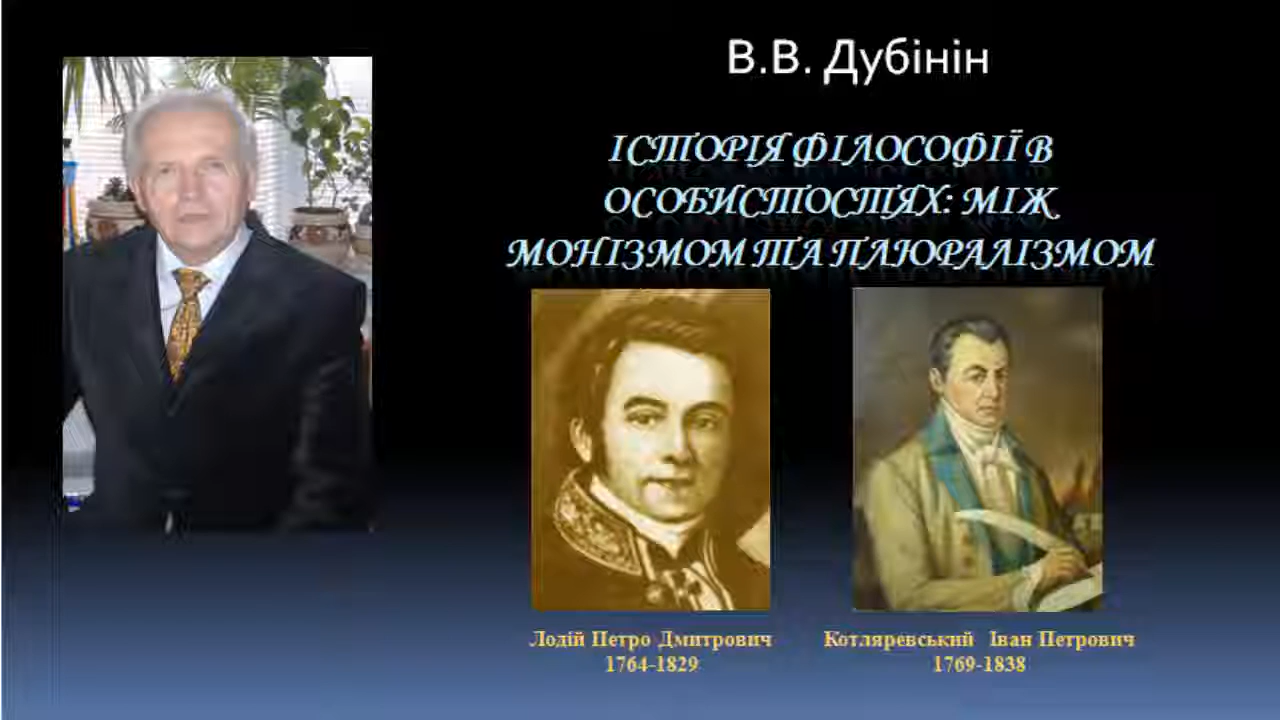 В.В. Дубінін
ІСТОРІЯ ФІЛОСОФІЇ В
ОСОБИСТОСТЯХ: МІЖ
МОНІЗМОМ ТА ПЛЮРАЛІЗМОМ
Лодій Петро Дмитрович
1764-1829
Котляревський Іван Петрович
1769-1838